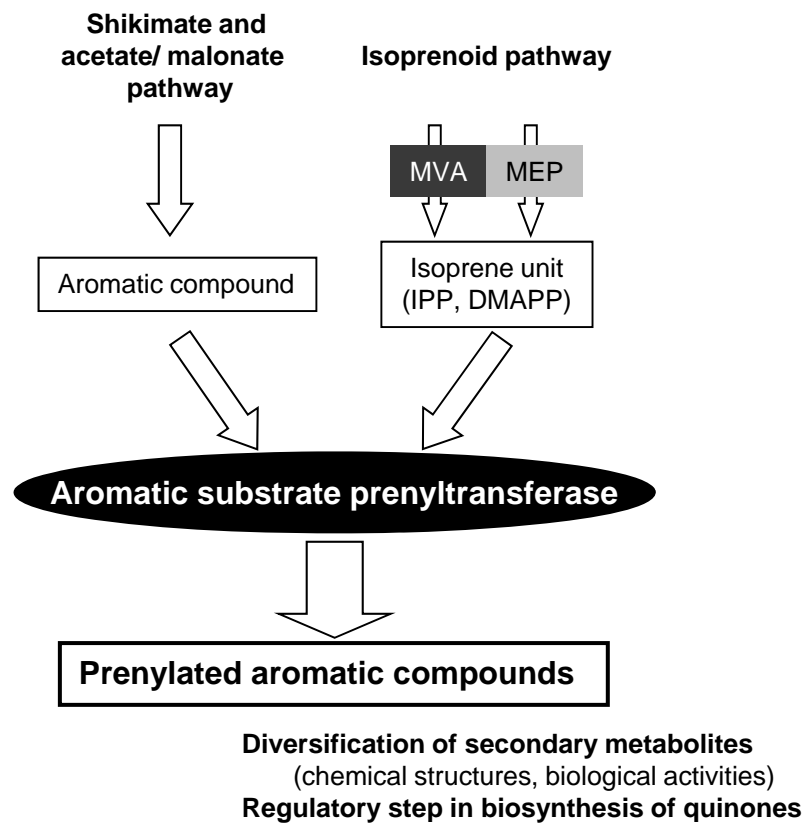 Shikimate and
acetate/ malonate
pathway
Isoprenoid pathway
MVA
MEP
Aromatic compound
Isoprene unit
(IPP, DMAPP)
Aromatic substrate prenyltransferase
Prenylated aromatic compounds
Diversification of secondary metabolites
(chemical structures, biological activities)
Regulatory step in biosynthesis of quinones